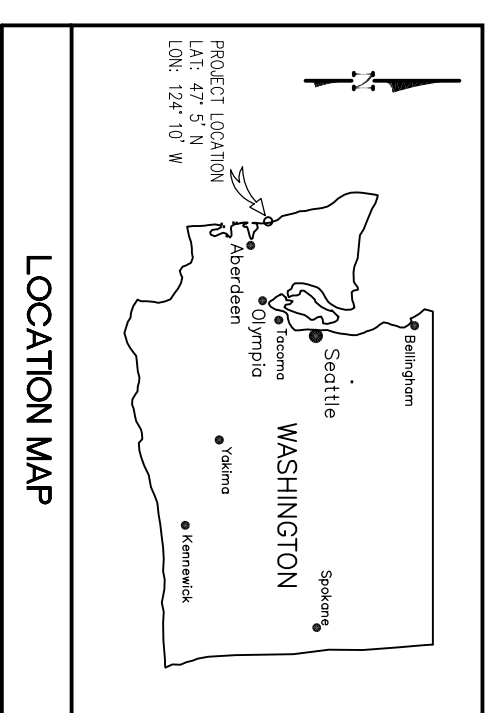 PROJECT LOCATION
LAT: 47° 5' N
LON: 124° 10' W
Bellingham
Seattle
Tacoma
Olympia
Aberdeen
WASHINGTON
Spokane
Yakima
Kennewick
LOCATION MAP